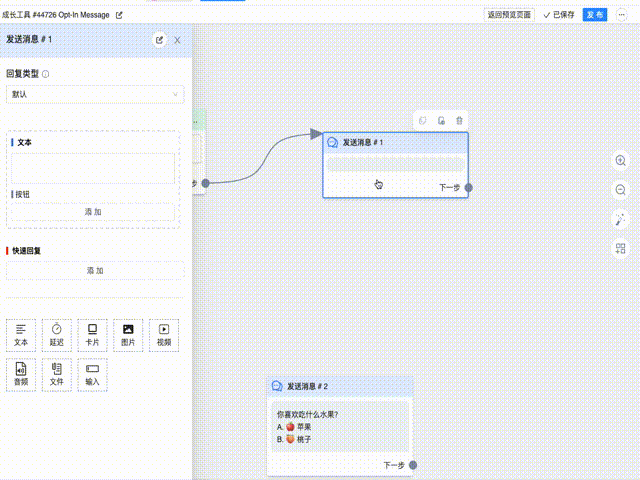 成长工具 #44726 Opt-In Message
返回预览页面
已保存
发 布
发送消息 # 1
X
回复类型
默认
文本
按钮
添 加
快速回复
添 加
文本
延迟
卡片
图片
视频
音频
文件
输入
步
发送消息 # 1
下一步
发送消息 # 2
你喜欢吃什么水果?
A. 🍎 苹果
B. 🍑 桃子
下一步